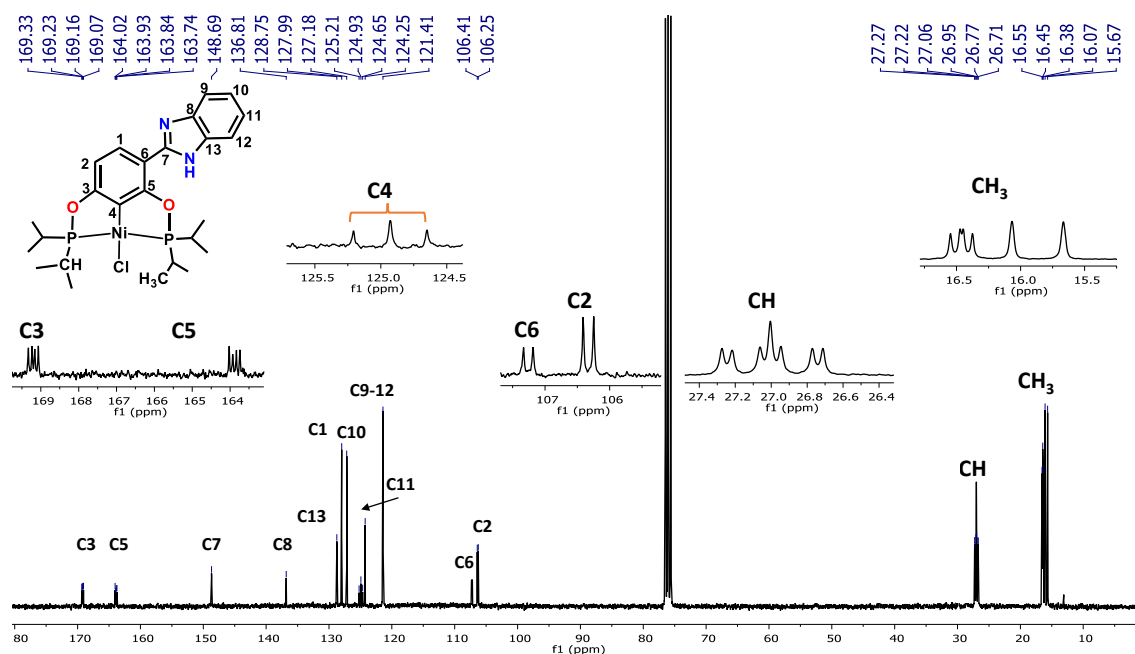 169.33
169.23
169.16
169.07
164.02
163.93
163.84
163.74
148.69
136.81
128.75
127.99
127.18
125.21
124.93
124.65
124.25
121.41
106.41
106.25
27.27
27.22
27.06
26.95
26.77
26.71
16.55
16.45
16.38
16.07
15.67
9
10
8
11
N
1
12
13
6
7
2
N
H
5
3
O
4
O
P
Ni
P
CH
Cl
H3C
C4
125.5 125.0 124.5
f1 (ppm)
CH3
16.5 16.0 15.5
f1 (ppm)
C3
C5
169 168 167 166 165 164
f1 (ppm)
C6
C2
107 106
f1 (ppm)
CH
27.4 27.2 27.0 26.8 26.6 26.4
f1 (ppm)
C9-12
C1
C10
C11
C13
C3
C5
C7
C8
C6
C2
CH
CH3
80 170 160 150 140 130 120 110 100 90 80 70 60 50 40 30 20 10
f1 (ppm)